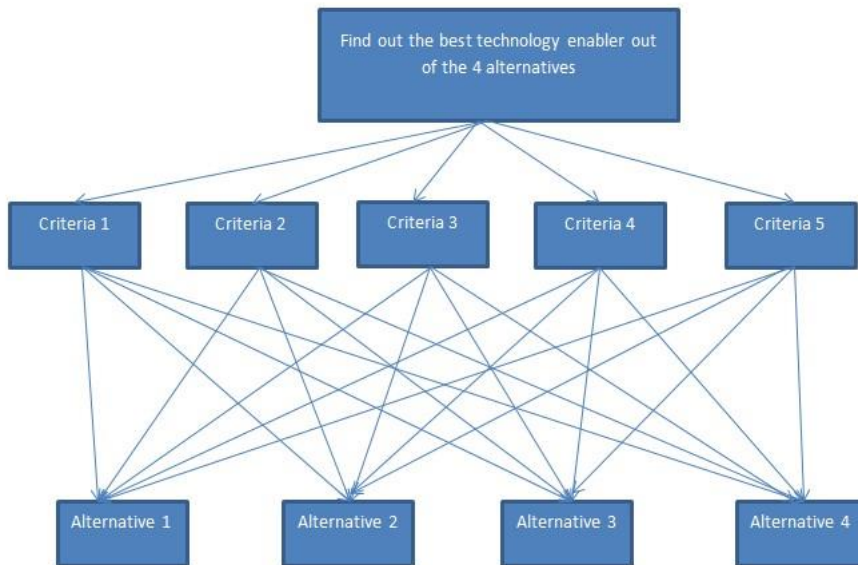 Find out the best technology enabler out
of the 4 alternatives
Criteria 1
Criteria 2
Criteria 3
Criteria 4
Criteria 5
Alternative 1
Alternative 2
Alternative 3
Alternative 4